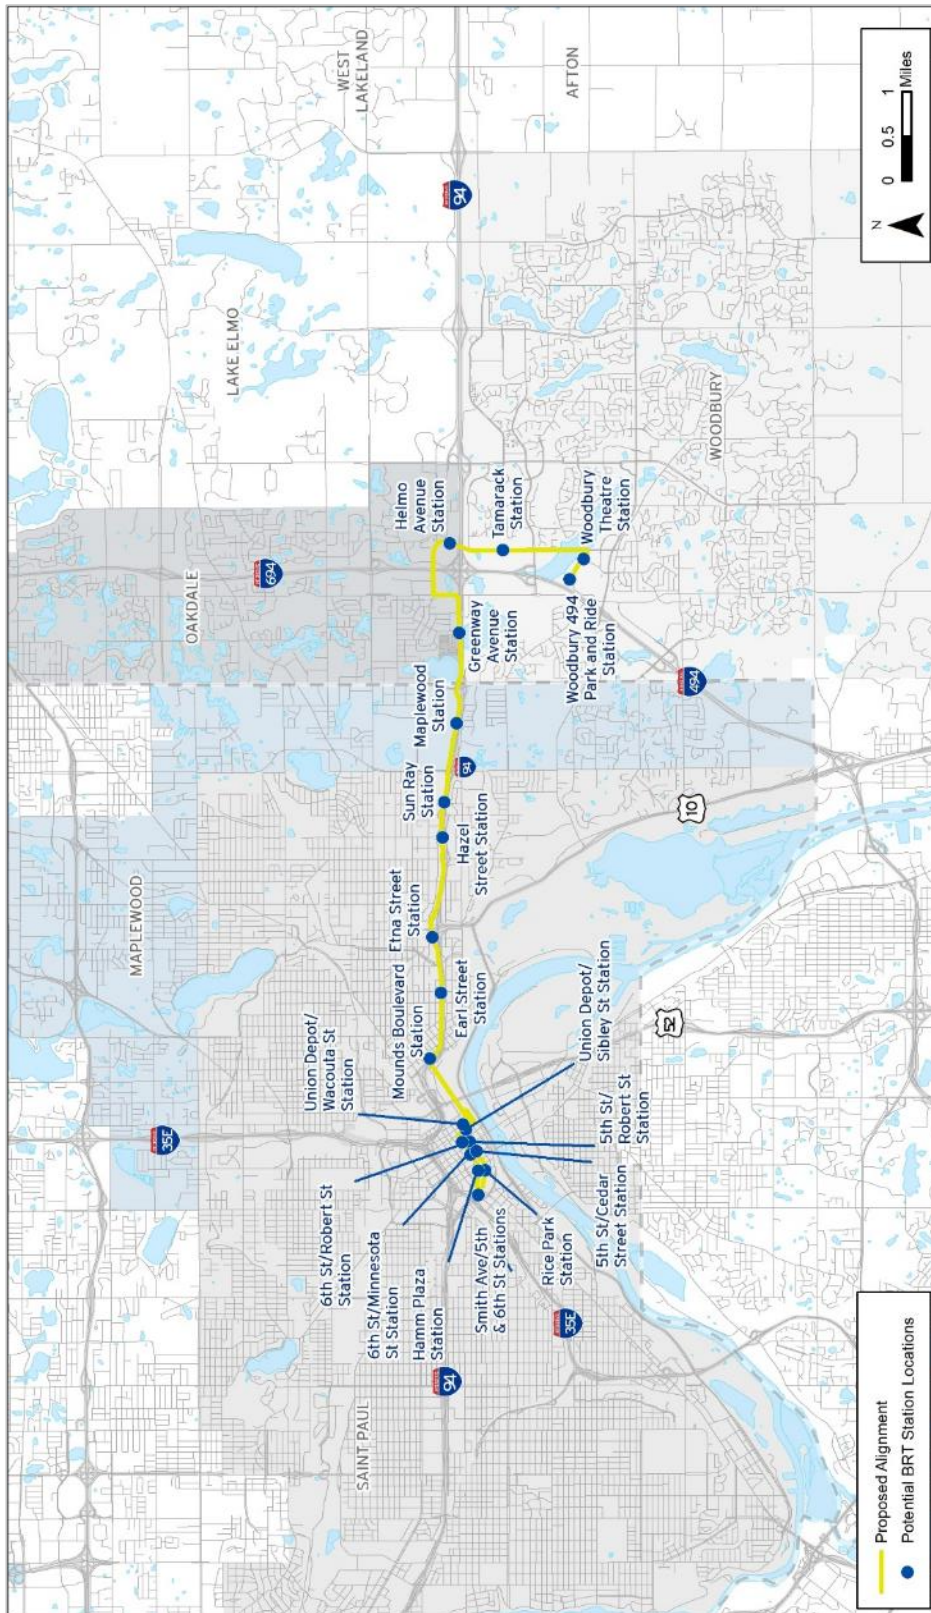 WEST
LAKELAND
AFTON
LAKE ELMO
94
OAKDALE
694
WOODBURY
Helmo
Avenue
Station
Tamarack
Station
Woodbury
Theatre
Station
Woodbury 494
Park and Ride
Station
Greenway
Avenue
Station
494
Maplewood
Station
94
Sun Ray
Station
Hazel
Street Station
10
MAPLEWOOD
Etna Street
Station
Earl Street
Station
Mounds Boulevard
Station
Union Depot/
Wacouta St
Station
Union Depot/
Sibley St Station
52
35E
5th St/
Robert St
Station
5th St/Cedar
Street Station
6th St/Robert St
Station
6th St/Minnesota
St Station
Hamm Plaza
Station
Smith Ave/5th
& 6th St Stations
Rice Park
Station
35E
94
SAINT PAUL
N
0 0.5 1
Miles
Proposed Alignment
Potential BRT Station Locations